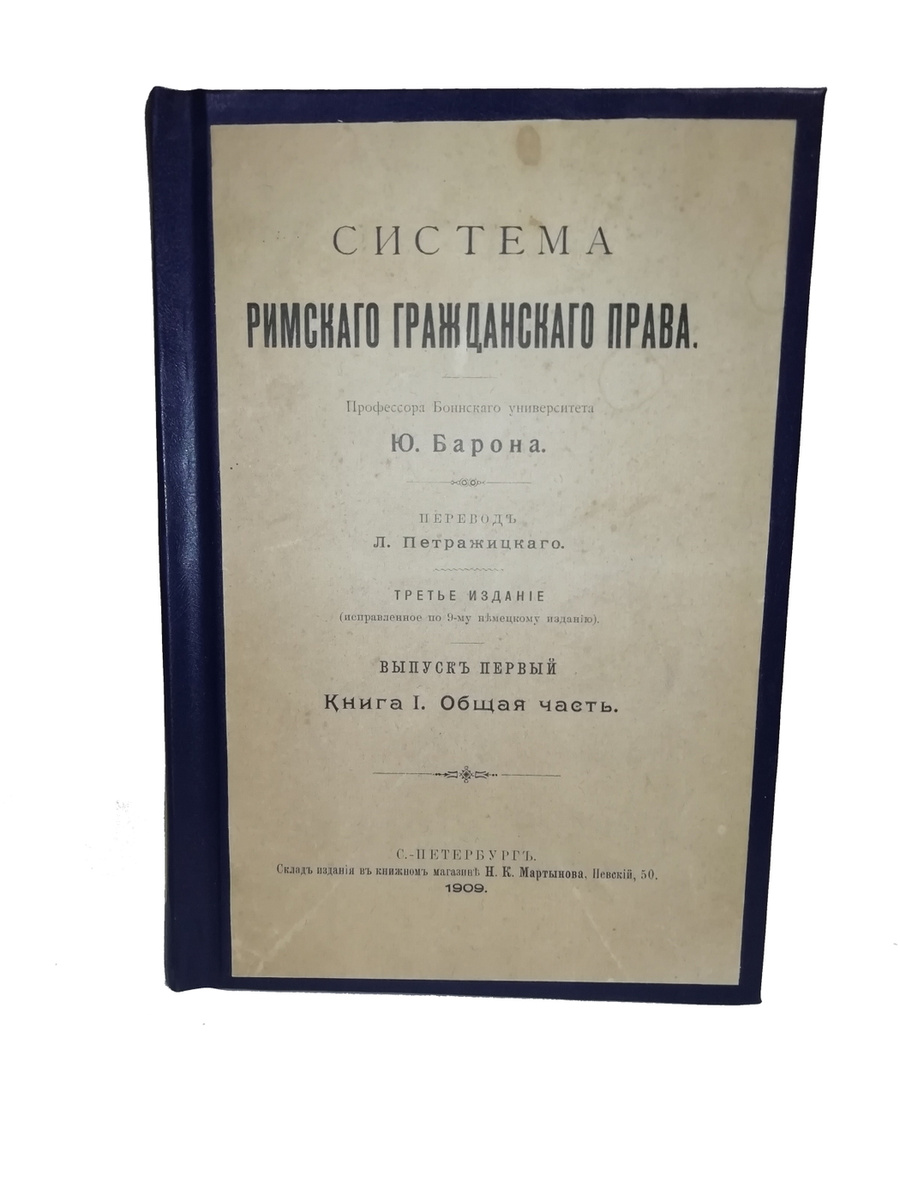 СИСТЕМА
РИМСКАГО ГРАЖДАНСКАГО ПРАВА.
Профессора Боннскаго университета
Ю. Барона.
ПЕРЕВОДЪ
Л. Петражицкаго.
ТРЕТЬЕ ИЗДАНІЕ
(исправленное по 9-му нѣмецкому изданію).
ВЫПУСКЪ ПЕРВЫЙ
Книга I. Общая часть.
С.-ПЕТЕРБУРГЪ.
Складъ изданія въ книжномъ магазинѣ Н. К. Мартынова. Невскій, 50.
1909.